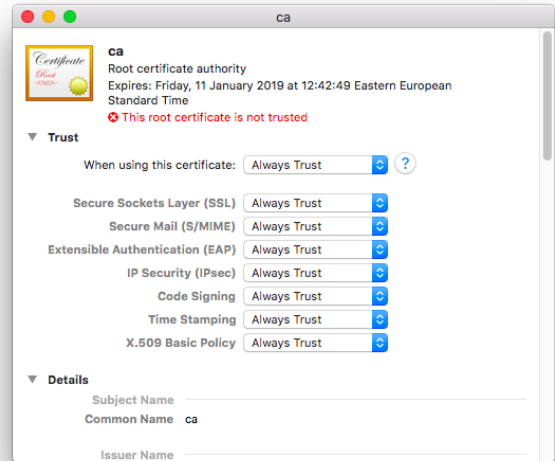 ca
Certificate
Root
ca
Root certificate authority
Expires: Friday, 11 January 2019 at 12:42:49 Eastern European
Standard Time
This root certificate is not trusted
Trust
When using this certificate: Always Trust ?
Secure Sockets Layer (SSL) Always Trust
Secure Mail (S/MIME) Always Trust
Extensible Authentication (EAP) Always Trust
IP Security (IPsec) Always Trust
Code Signing Always Trust
Time Stamping Always Trust
X.509 Basic Policy Always Trust
Details
Subject Name
Common Name ca
Issuer Name